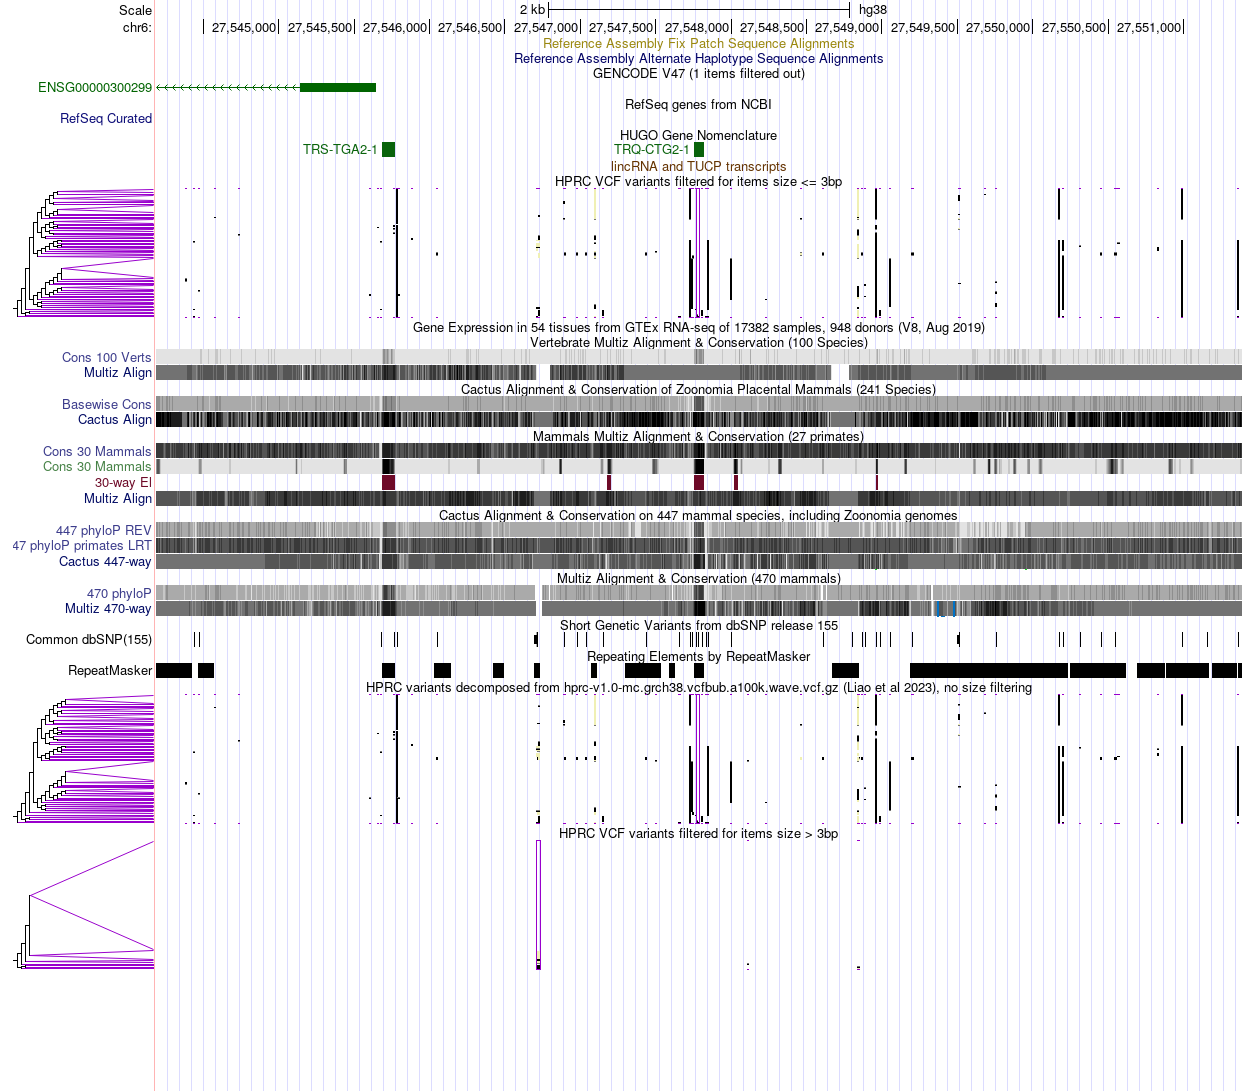 Scale 2 kb hg38
chr6: 27,545,000 27,545,500 27,546,000 27,546,500 27,547,000 27,547,500 27,548,000 27,548,500 27,549,000 27,549,500 27,550,000 27,550,500 27,551,000
Reference Assembly Fix Patch Sequence Alignments
Reference Assembly Alternate Haplotype Sequence Alignments
GENCODE V47 (1 items filtered out)
ENSG00000300299
RefSeq genes from NCBI
RefSeq Curated
HUGO Gene Nomenclature
TRS-TGA2-1 TRQ-CTG2-1
lincRNA and TUCP transcripts
HPRC VCF variants filtered for items size <= 3bp
Gene Expression in 54 tissues from GTEx RNA-seq of 17382 samples, 948 donors (V8, Aug 2019)
Vertebrate Multiz Alignment & Conservation (100 Species)
Cons 100 Verts
Multiz Align
Cactus Alignment & Conservation of Zoonomia Placental Mammals (241 Species)
Basewise Cons
Cactus Align
Mammals Multiz Alignment & Conservation (27 primates)
Cons 30 Mammals
Cons 30 Mammals
30-way El
Multiz Align
Cactus Alignment & Conservation on 447 mammal species, including Zoonomia genomes
447 phyloP REV
47 phyloP primates LRT
Cactus 447-way
Multiz Alignment & Conservation (470 mammals)
470 phyloP
Multiz 470-way
Short Genetic Variants from dbSNP release 155
Common dbSNP(155)
Repeating Elements by RepeatMasker
RepeatMasker
HPRC variants decomposed from hprc-v1.0-mc.grch38.vcfbub.a100k.wave.vcf.gz (Liao et al 2023), no size filtering
HPRC VCF variants filtered for items size > 3bp